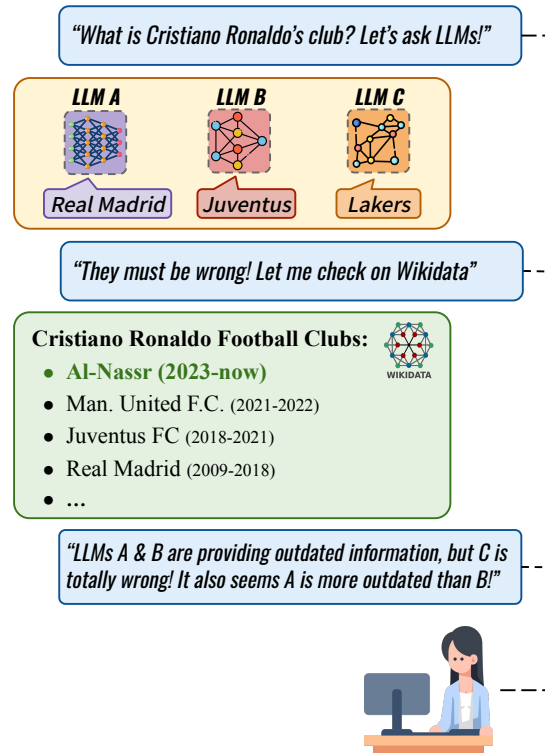 “What is Cristiano Ronaldo’s club? Let’s ask LLMs!”
LLM A LLM B LLM C
Real Madrid Juventus Lakers
“They must be wrong! Let me check on Wikidata”
Cristiano Ronaldo Football Clubs:
WIKIDATA
• Al-Nassr (2023-now)
• Man. United F.C. (2021-2022)
• Juventus FC (2018-2021)
• Real Madrid (2009-2018)
• ...
“LLMs A & B are providing outdated information, but C is
totally wrong! It also seems A is more outdated than B!”